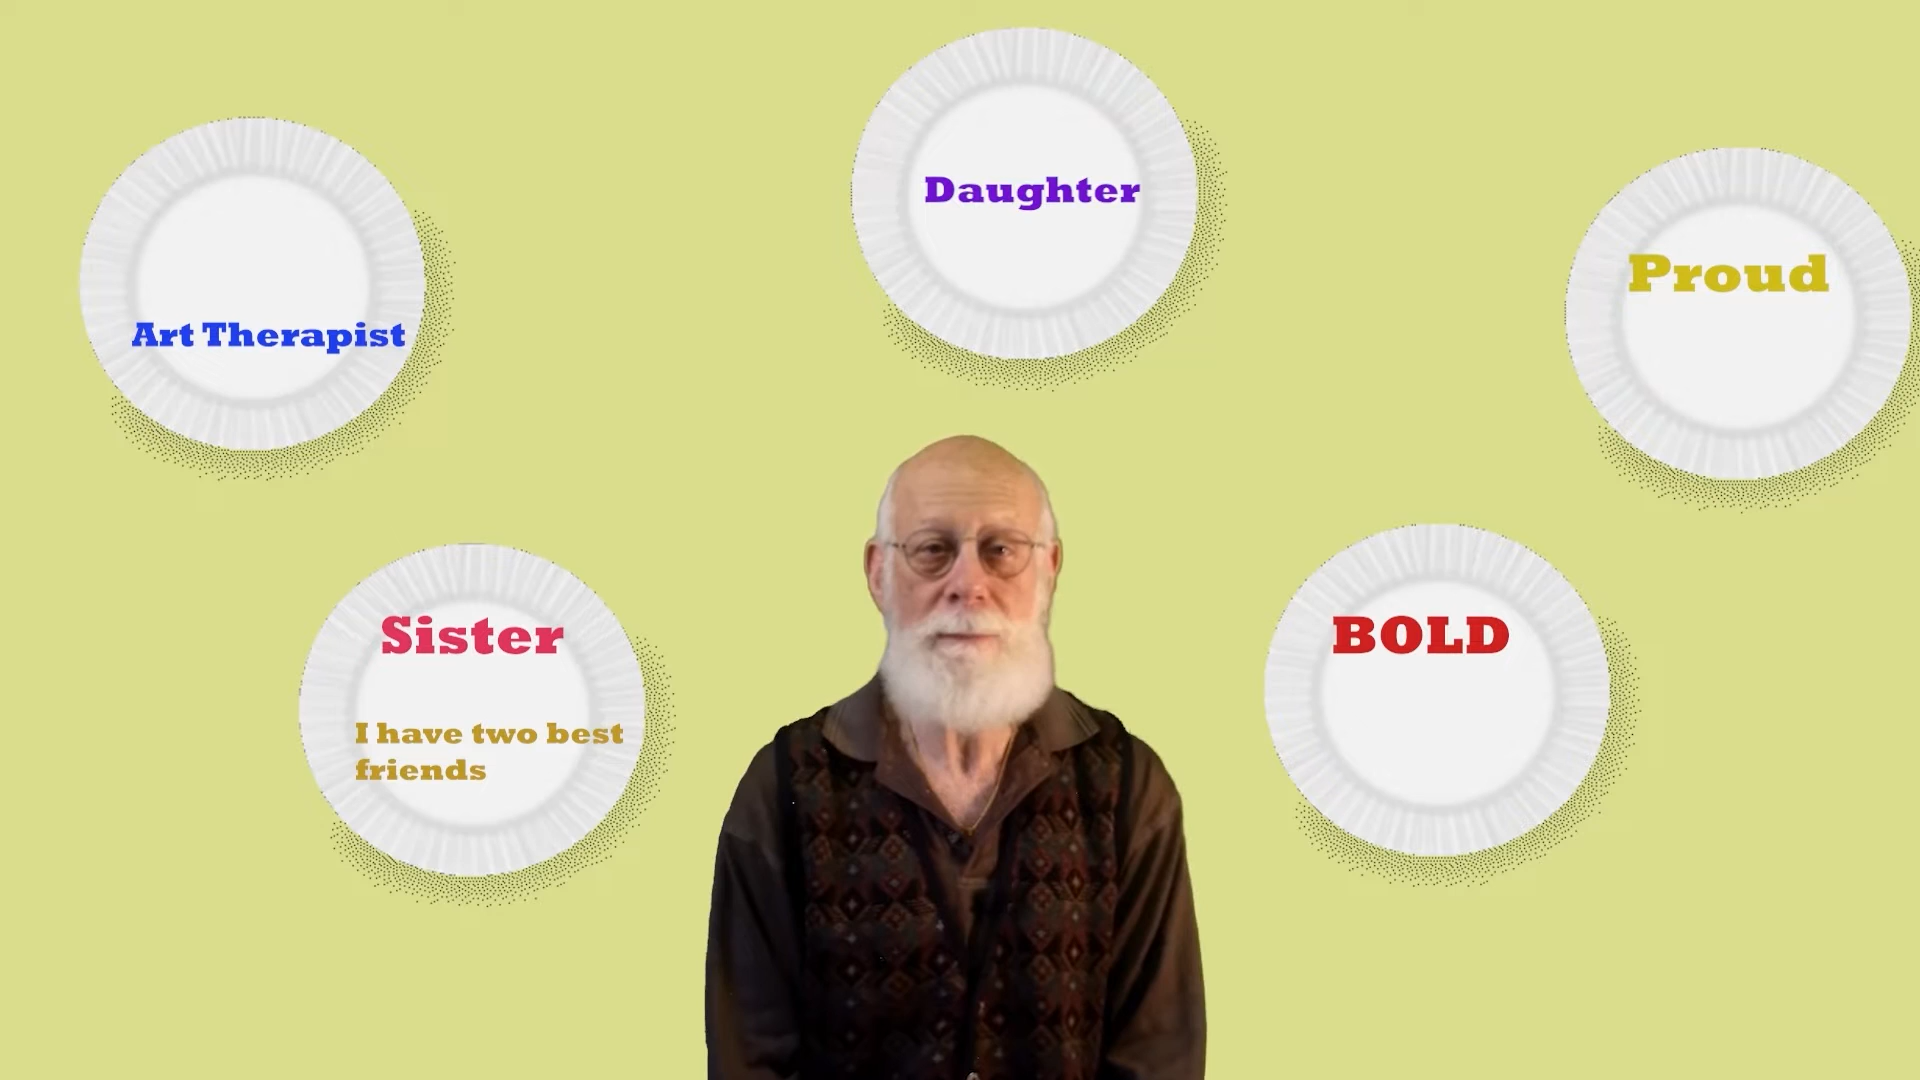 Daughter
Proud
Art Therapist
Sister
BOLD
I have two best
friends